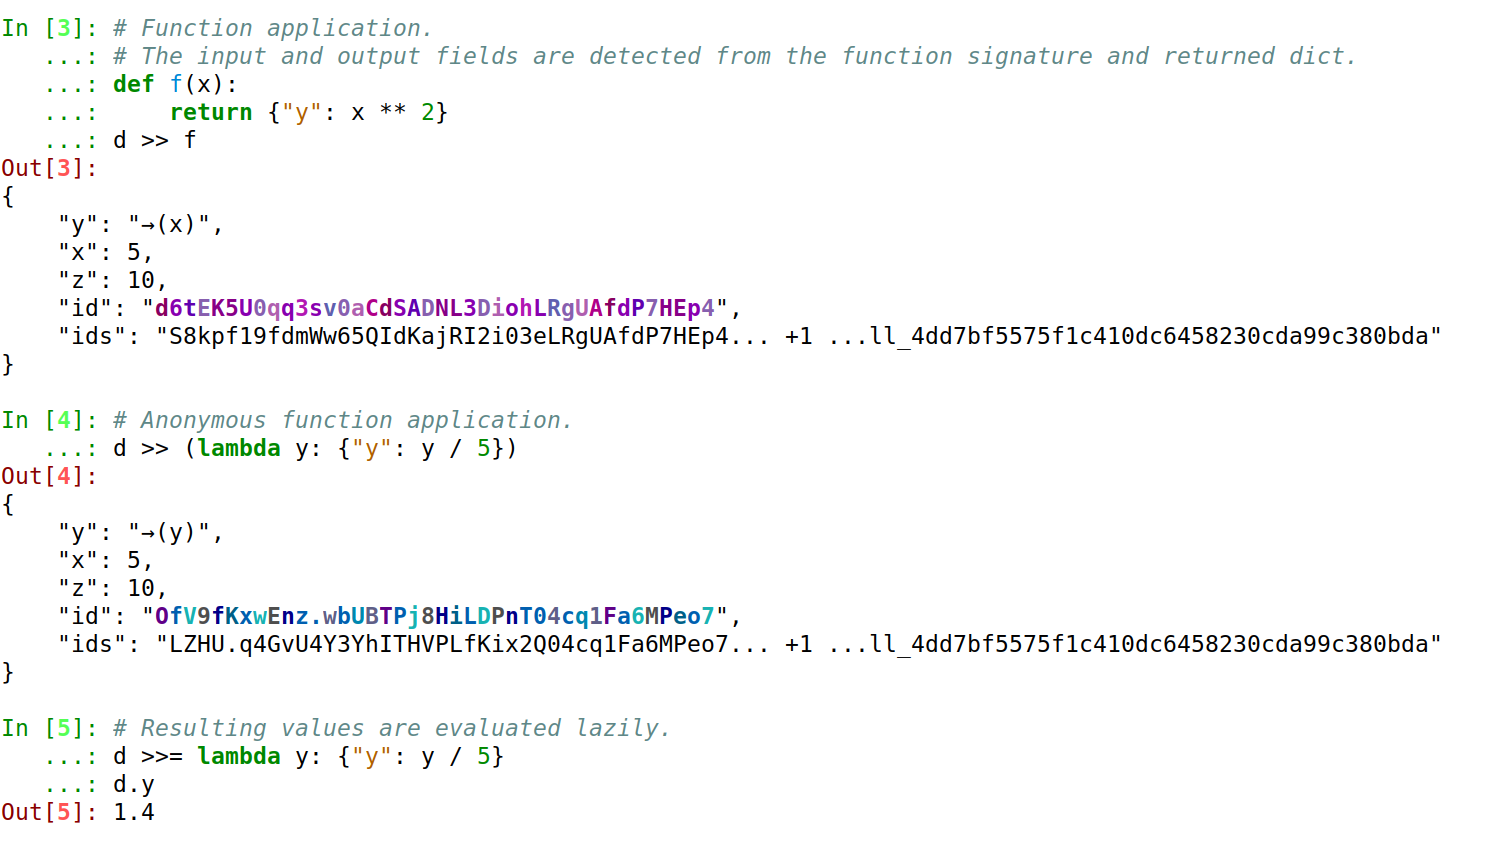 In [3]: # Function application.
   ...: # The input and output fields are detected from the function signature and returned dict.
   ...: def f(x):
   ...:     return {"y": x ** 2}
   ...: d >> f
Out[3]:
{
    "y": "→(x)",
    "x": 5,
    "z": 10,
    "id": "d6tEK5U0qqq3sv0aCdSADNL3DiohLRgUAfdP7HEp4",
    "ids": "S8kpf19fdmWw65QIdKajRI2i03eLRgUAfdP7HEp4... +1 ...ll_4dd7bf5575f1c410dc6458230cda99c380bda"
}

In [4]: # Anonymous function application.
   ...: d >> (lambda y: {"y": y / 5})
Out[4]:
{
    "y": "→(y)",
    "x": 5,
    "z": 10,
    "id": "OfV9fKxwEnz.wbUBTPj8HiLDPnT04cq1Fa6MPeo7",
    "ids": "LZHU.q4GvU4Y3YhITHVPLfKix2Q04cq1Fa6MPeo7... +1 ...ll_4dd7bf5575f1c410dc6458230cda99c380bda"
}

In [5]: # Resulting values are evaluated lazily.
   ...: d >>= lambda y: {"y": y / 5}
   ...: d.y
Out[5]: 1.4